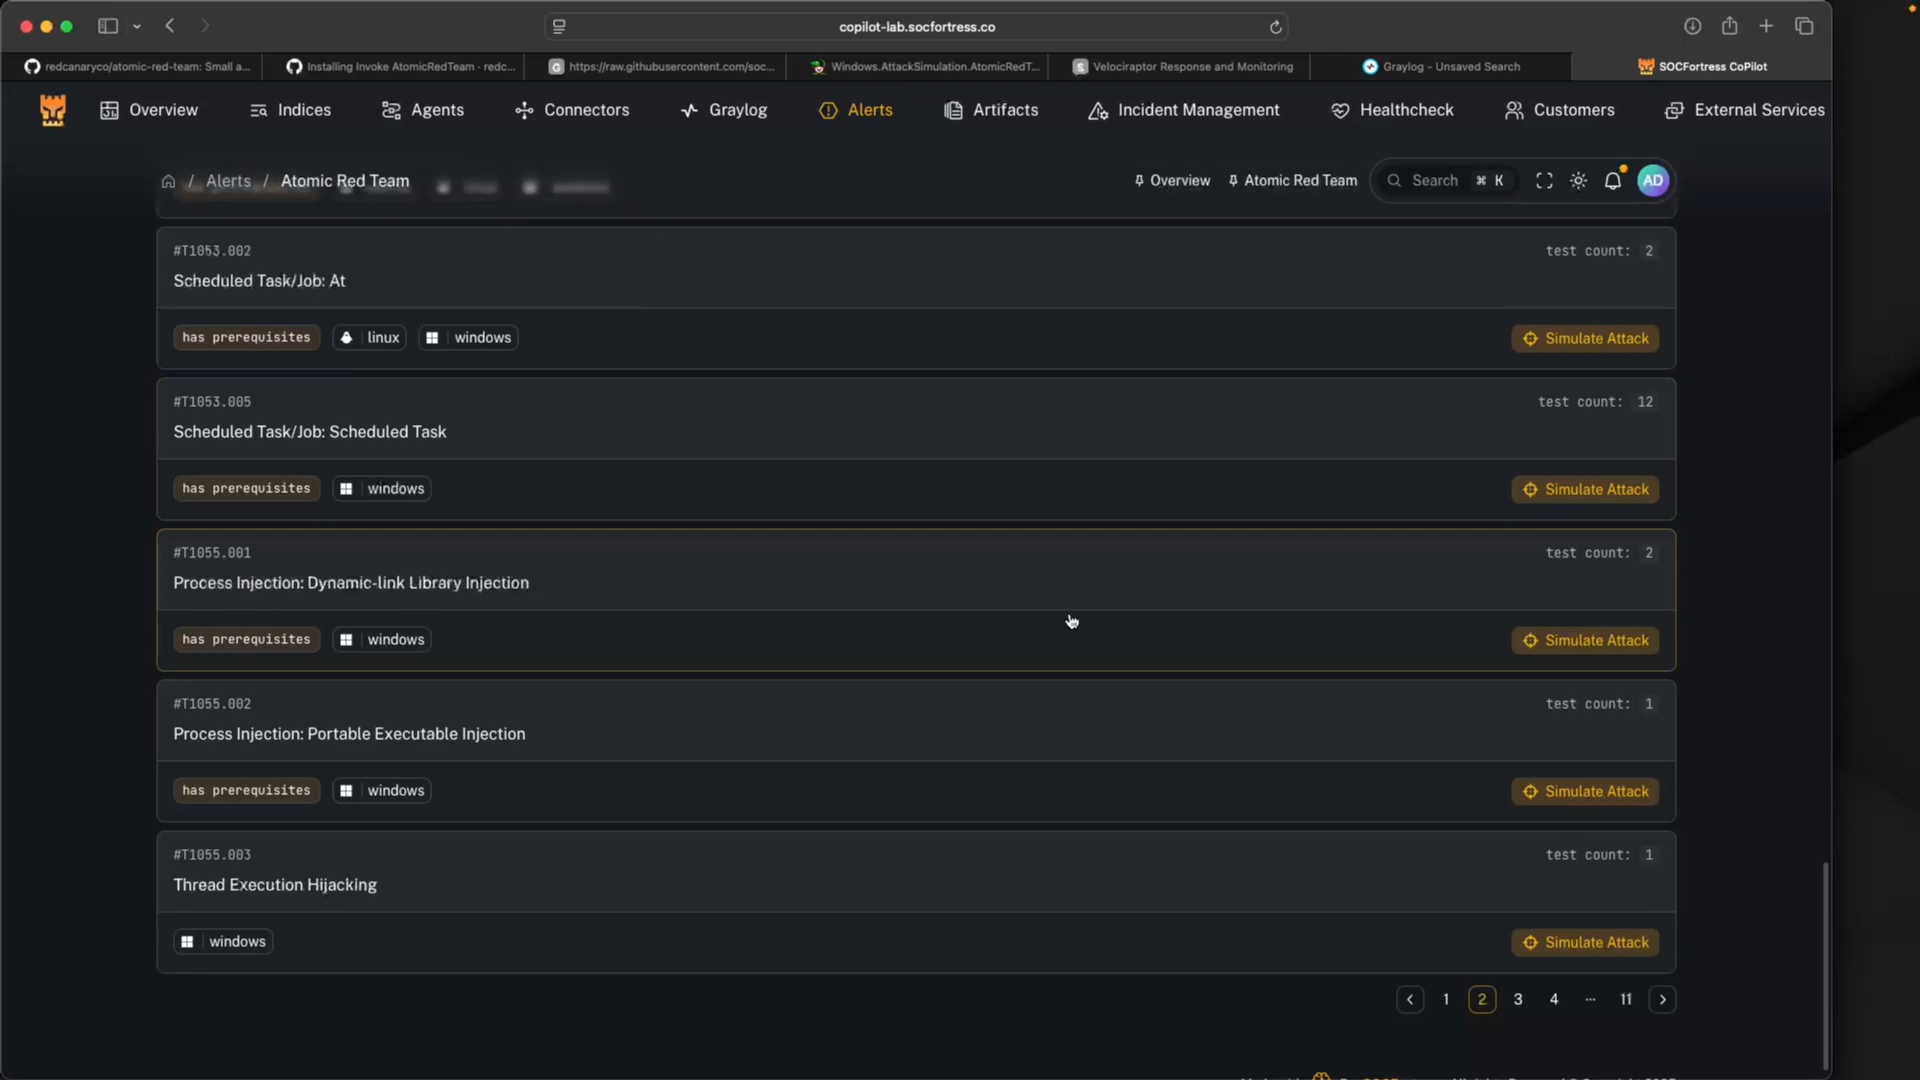 copilot-lab.socfortress.co
redcanaryco/atomic-red-team: Small a...
Installing Invoke AtomicRedTeam · redc...
https://raw.githubusercontent.com/soc...
Windows.AttackSimulation.AtomicRedT...
Velociraptor Response and Monitoring
Graylog - Unsaved Search
SOCFortress CoPilot
Overview
Indices
Agents
Connectors
Graylog
Alerts
Artifacts
Incident Management
Healthcheck
Customers
External Services
/ Alerts / Atomic Red Team
Overview
Atomic Red Team
Search ⌘ K
AD
#T1053.002
test count: 2
Scheduled Task/Job: At
has prerequisites
linux
windows
Simulate Attack
#T1053.005
test count: 12
Scheduled Task/Job: Scheduled Task
has prerequisites
windows
Simulate Attack
#T1055.001
test count: 2
Process Injection: Dynamic-link Library Injection
has prerequisites
windows
Simulate Attack
#T1055.002
test count: 1
Process Injection: Portable Executable Injection
has prerequisites
windows
Simulate Attack
#T1055.003
test count: 1
Thread Execution Hijacking
windows
Simulate Attack
1 2 3 4 ... 11